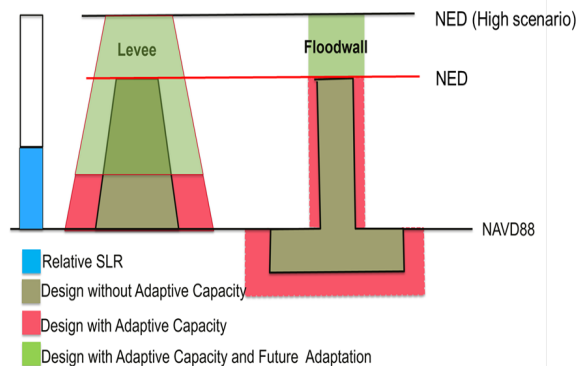 NED (High scenario)
Levee
Floodwall
NED
NAVD88
Relative SLR
Design without Adaptive Capacity
Design with Adaptive Capacity
Design with Adaptive Capacity and Future Adaptation